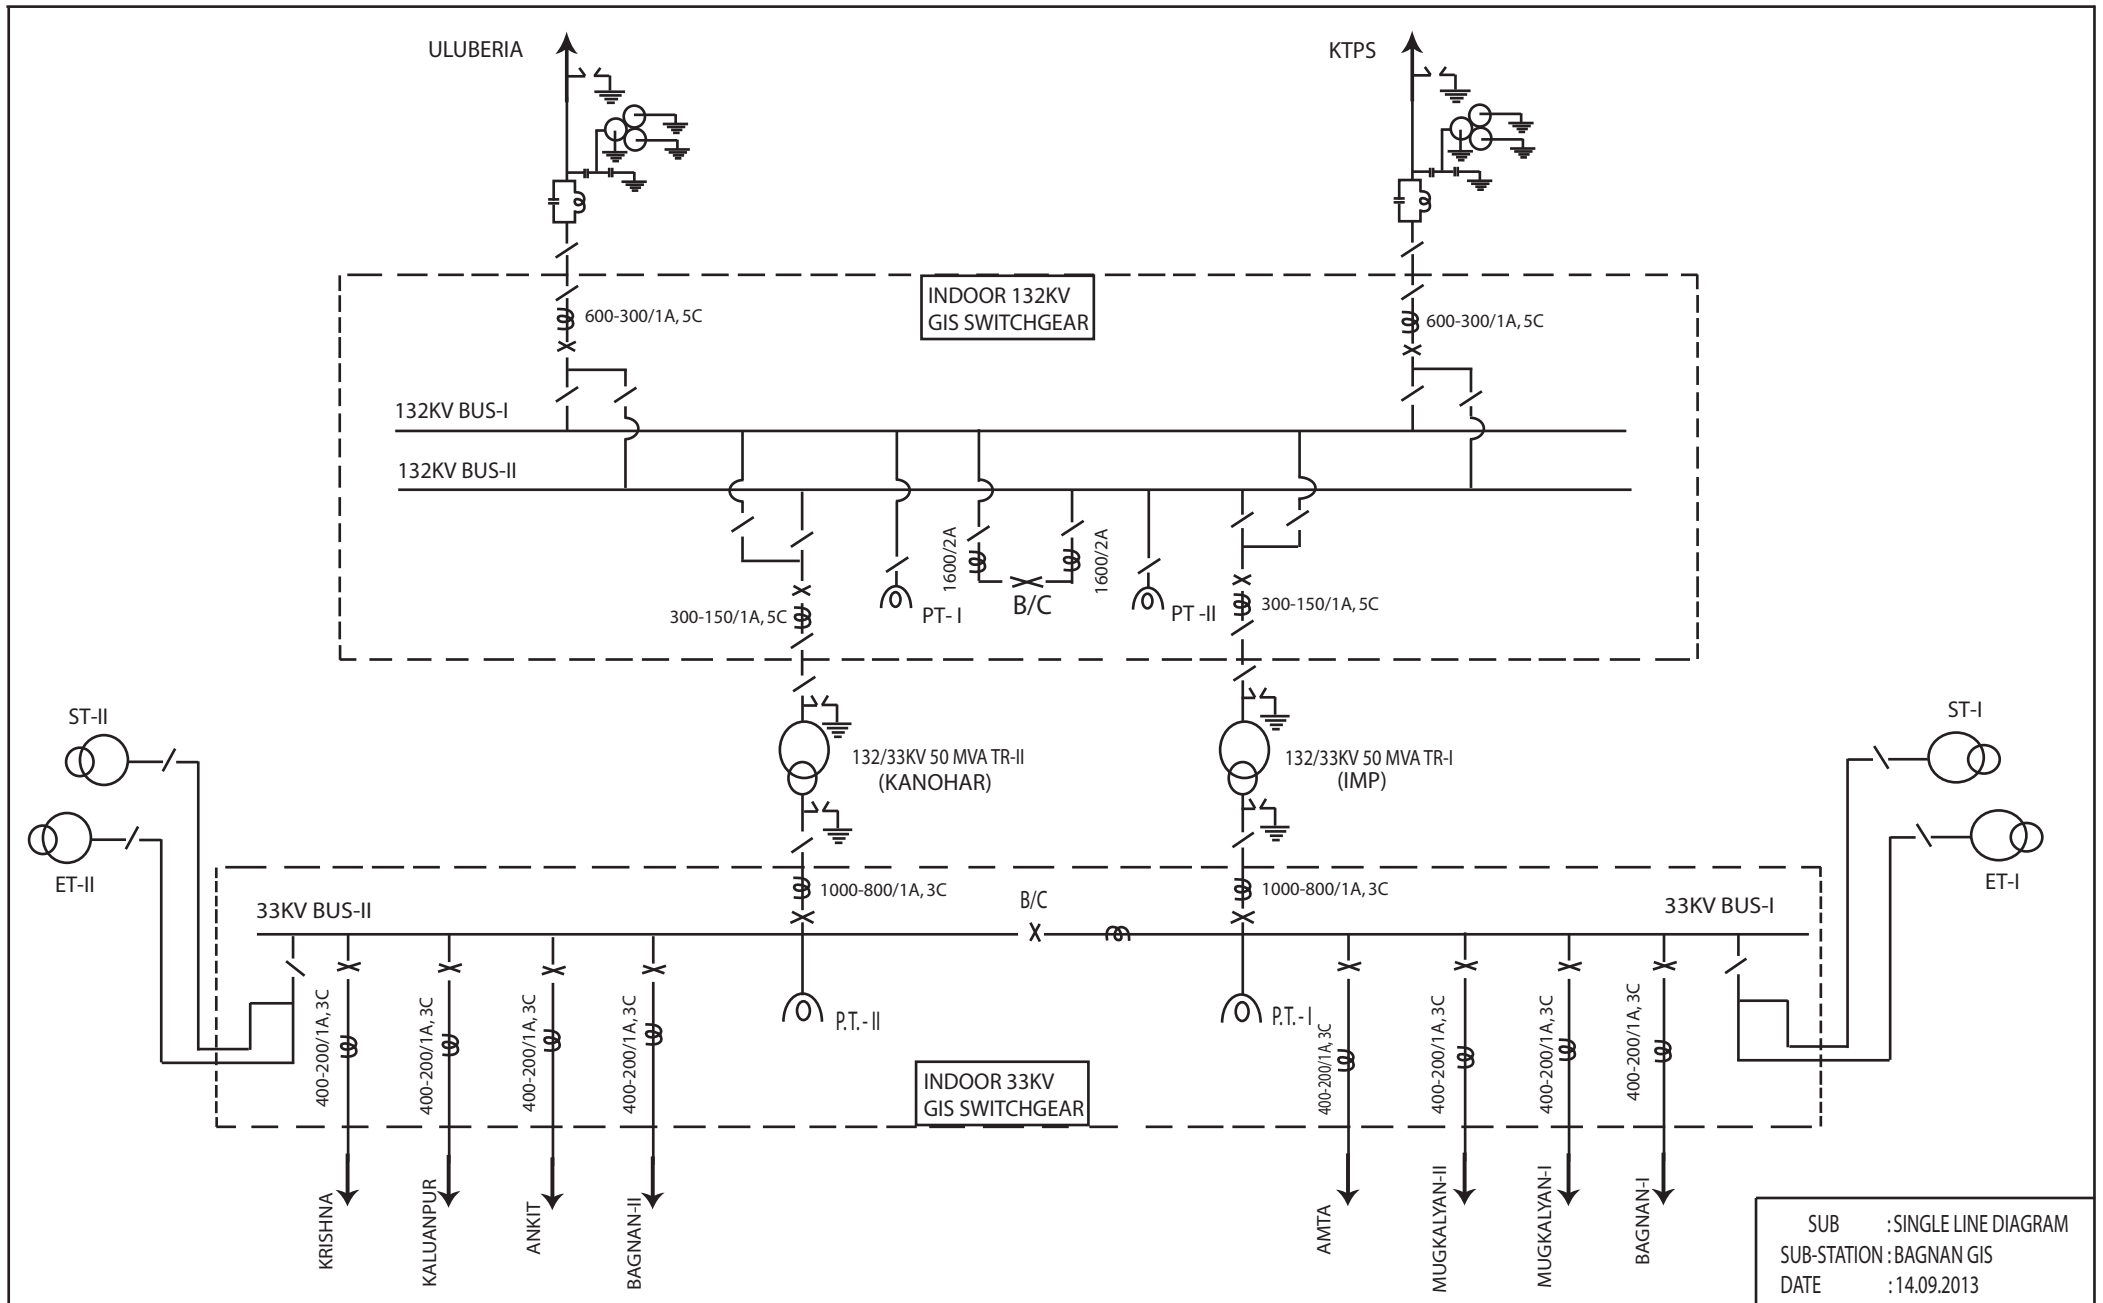 ULUBERIA
KTPS
INDOOR 132KV
GIS SWITCHGEAR
600-300/1A, 5C
600-300/1A, 5C
132KV BUS-I
132KV BUS-II
1600/2A
1600/2A
B/C
PT- I
PT -II
300-150/1A, 5C
300-150/1A, 5C
ST-II
ST-I
132/33KV 50 MVA TR-II
(KANOHAR)
132/33KV 50 MVA TR-I
(IMP)
ET-II
ET-I
1000-800/1A, 3C
1000-800/1A, 3C
33KV BUS-II
B/C
33KV BUS-I
400-200/1A, 3C
400-200/1A, 3C
400-200/1A, 3C
400-200/1A, 3C
P.T.- II
P.T.- I
400-200/1A, 3C
400-200/1A, 3C
400-200/1A, 3C
400-200/1A, 3C
INDOOR 33KV
GIS SWITCHGEAR
KRISHNA
KALUANPUR
ANKIT
BAGNAN-II
AMTA
MUGKALYAN-II
MUGKALYAN-I
BAGNAN-I
SUB : SINGLE LINE DIAGRAM
SUB-STATION : BAGNAN GIS
DATE : 14.09.2013